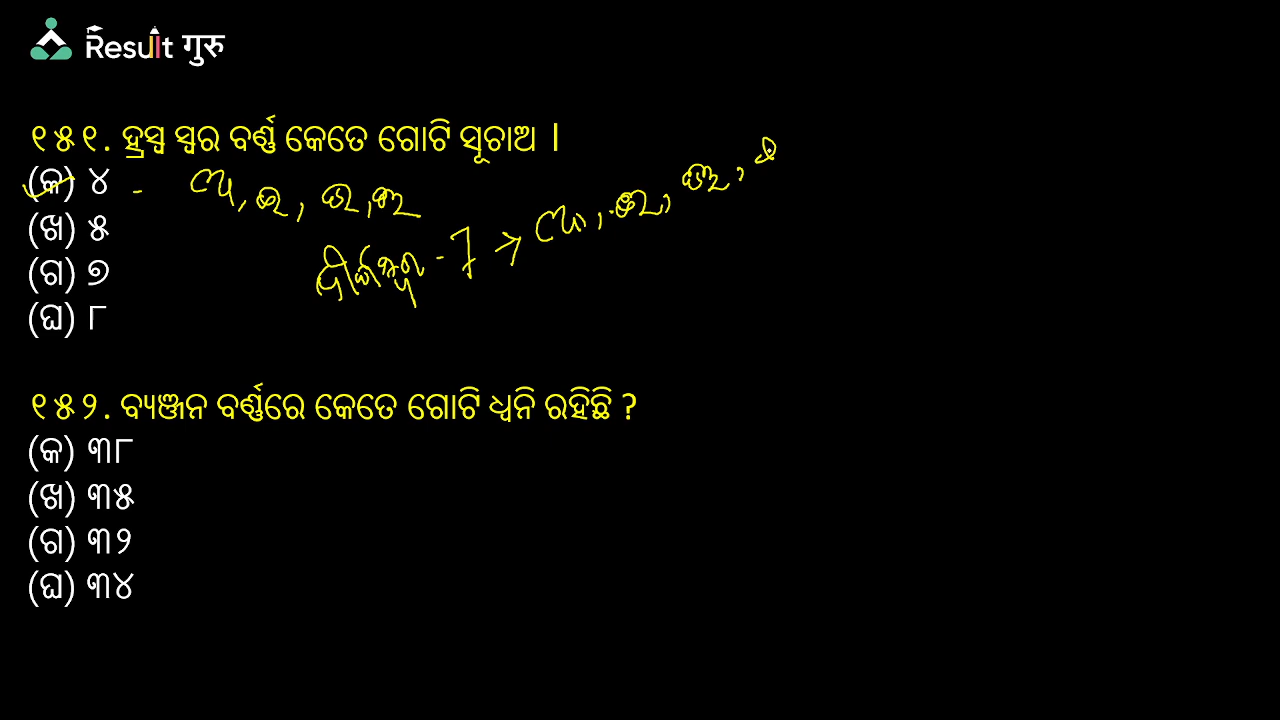 Result ଗୁରୁ
୧୫୧. ହ୍ରସ୍ୱ ସ୍ୱର ବର୍ଣ୍ଣ କେତେ ଗୋଟି ସୂଚାଅ ।
(କ) ୪ - ଅ, ଇ, ଉ, ଋ
(ଖ) ୫
ଦୀର୍ଘସ୍ୱର - 7 > ଆ, ଈ, ଊ, ଏ
(ଗ) ୭
(ଘ) ୮
୧୫୨. ବ୍ୟଞ୍ଜନ ବର୍ଣ୍ଣରେ କେତେ ଗୋଟି ଧ୍ୱନି ରହିଛି ?
(କ) ୩୮
(ଖ) ୩୫
(ଗ) ୩୨
(ଘ) ୩୪